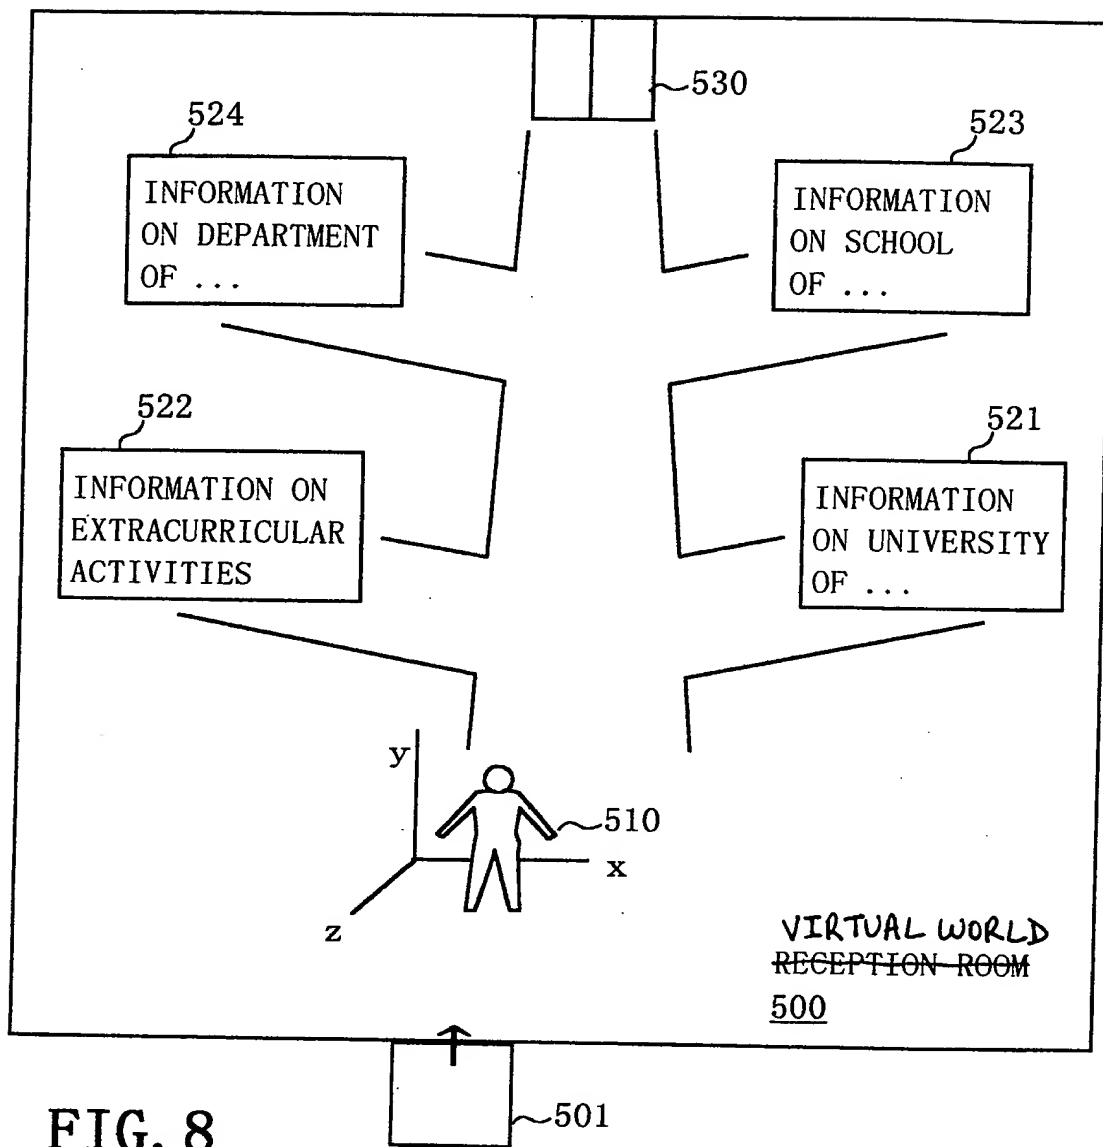 530
524
INFORMATION
ON DEPARTMENT
OF ...
523
INFORMATION
ON SCHOOL
OF ...
522
INFORMATION ON
EXTRACURRICULAR
ACTIVITIES
521
INFORMATION
ON UNIVERSITY
OF ...
y
x
z
510
VIRTUAL WORLD
RECEPTION ROOM
500
501
FIG. 8